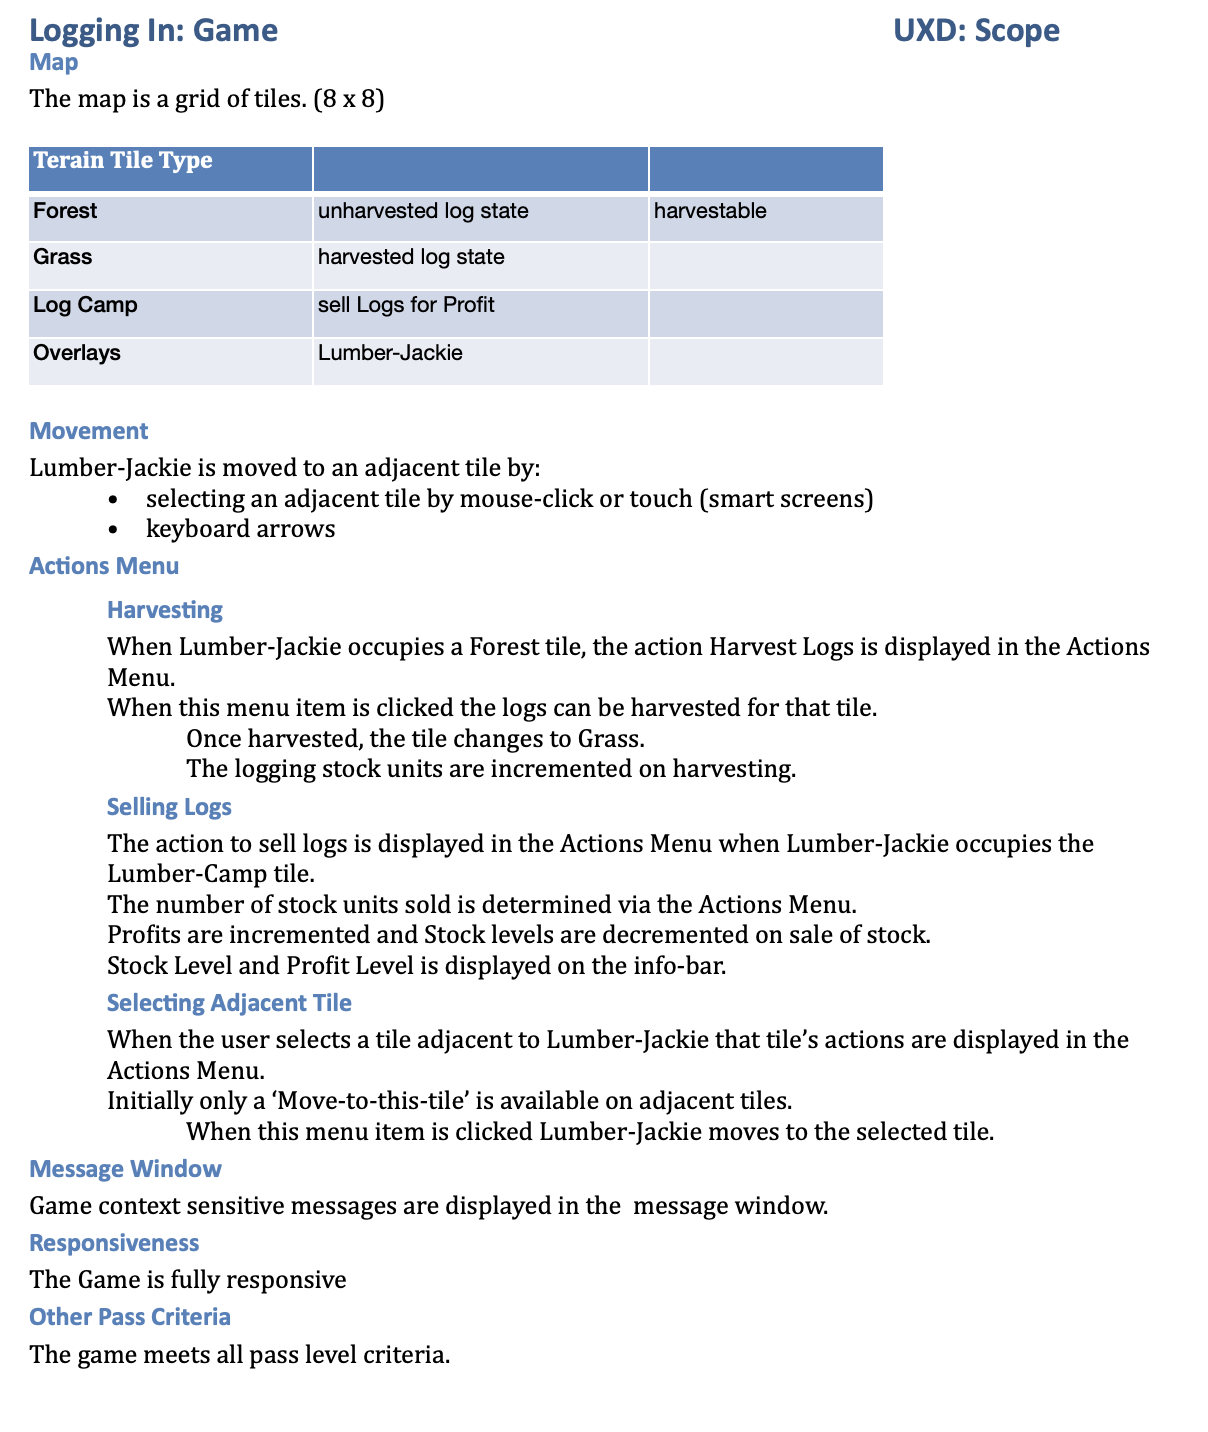 Logging In: Game UXD: Scope
Map
The map is a grid of tiles. (8 x 8)
Terain Tile Type
Forest unharvested log state harvestable
Grass harvested log state
Log Camp sell Logs for Profit
Overlays Lumber-Jackie
Movement
Lumber-Jackie is moved to an adjacent tile by:
• selecting an adjacent tile by mouse-click or touch (smart screens)
• keyboard arrows
Actions Menu
Harvesting
When Lumber-Jackie occupies a Forest tile, the action Harvest Logs is displayed in the Actions
Menu.
When this menu item is clicked the logs can be harvested for that tile.
Once harvested, the tile changes to Grass.
The logging stock units are incremented on harvesting.
Selling Logs
The action to sell logs is displayed in the Actions Menu when Lumber-Jackie occupies the
Lumber-Camp tile.
The number of stock units sold is determined via the Actions Menu.
Profits are incremented and Stock levels are decremented on sale of stock.
Stock Level and Profit Level is displayed on the info-bar.
Selecting Adjacent Tile
When the user selects a tile adjacent to Lumber-Jackie that tile’s actions are displayed in the
Actions Menu.
Initially only a ‘Move-to-this-tile’ is available on adjacent tiles.
When this menu item is clicked Lumber-Jackie moves to the selected tile.
Message Window
Game context sensitive messages are displayed in the  message window.
Responsiveness
The Game is fully responsive
Other Pass Criteria
The game meets all pass level criteria.